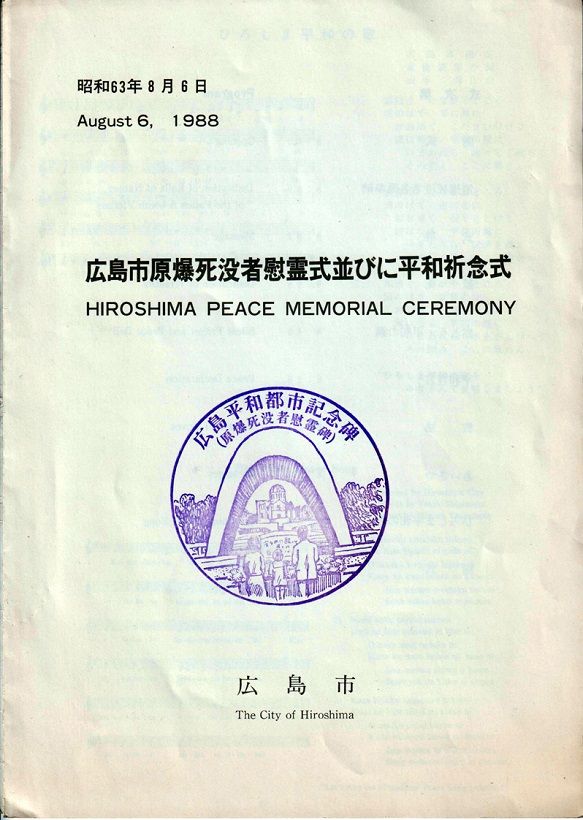 昭和63年8月6日
August 6, 1988
広島市原爆死没者慰霊式並びに平和祈念式
HIROSHIMA PEACE MEMORIAL CEREMONY
広島平和都市記念碑
(原爆死没者慰霊碑)
広島市
The City of Hiroshima